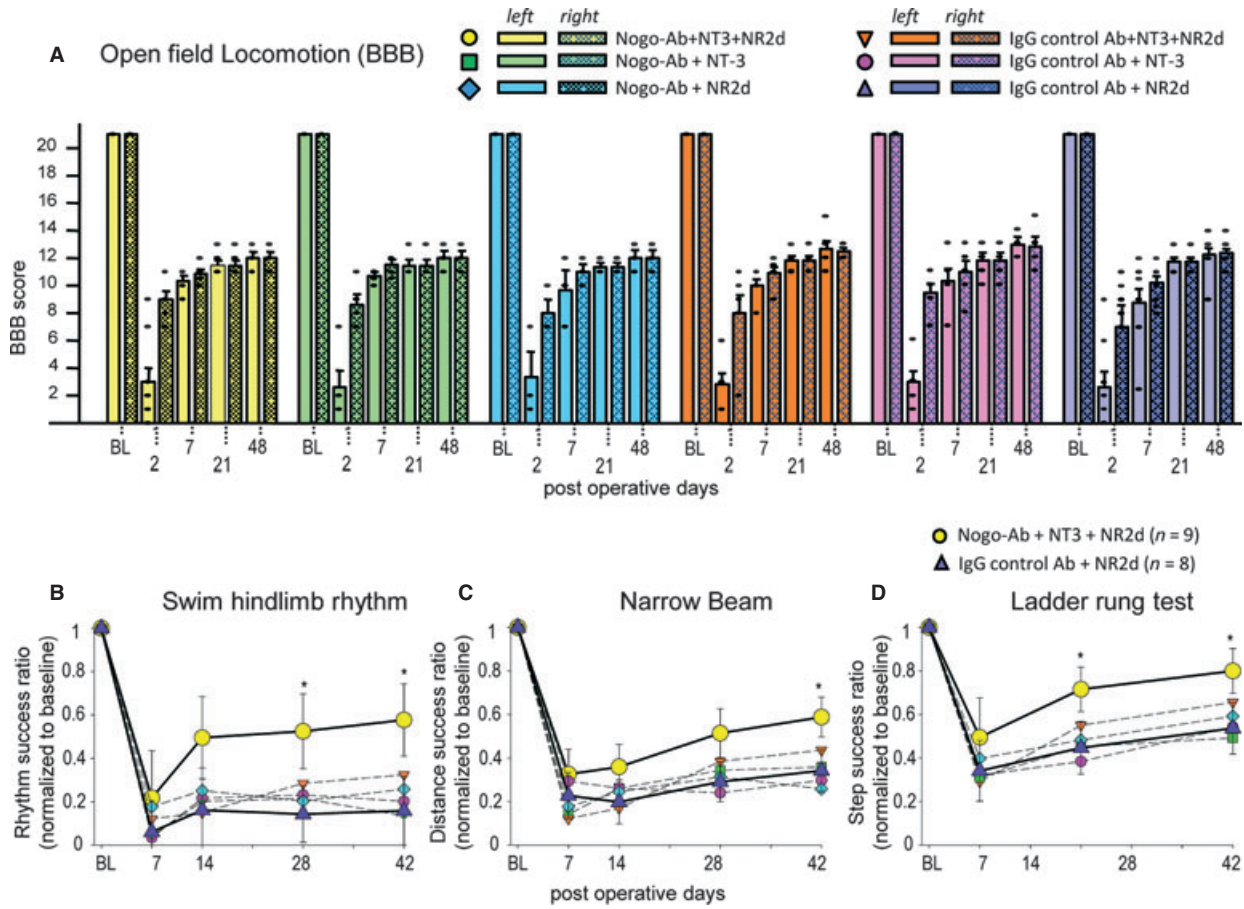 left right left right
A Open field Locomotion (BBB)
Nogo-Ab+NT3+NR2d IgG control Ab+NT3+NR2d
Nogo-Ab + NT-3 IgG control Ab + NT-3
Nogo-Ab + NR2d IgG control Ab + NR2d
BBB score
20
18
16
14
12
10
8
6
4
2
BL 2 7 21 48 BL 2 7 21 48 BL 2 7 21 48 BL 2 7 21 48 BL 2 7 21 48 BL 2 7 21 48
post operative days
Nogo-Ab + NT3 + NR2d (n = 9)
IgG control Ab + NR2d (n = 8)
B Swim hindlimb rhythm
Rhythm success ratio
(normalized to baseline)
1
0.8
0.6
0.4
0.2
0
* *
BL 7 14 28 42
C Narrow Beam
Distance success ratio
(normalized to baseline)
1
0.8
0.6
0.4
0.2
0
*
BL 7 14 28 42
post operative days
D Ladder rung test
Step success ratio
(normalized to baseline)
1
0.8
0.6
0.4
0.2
0
* *
BL 7 14 28 42